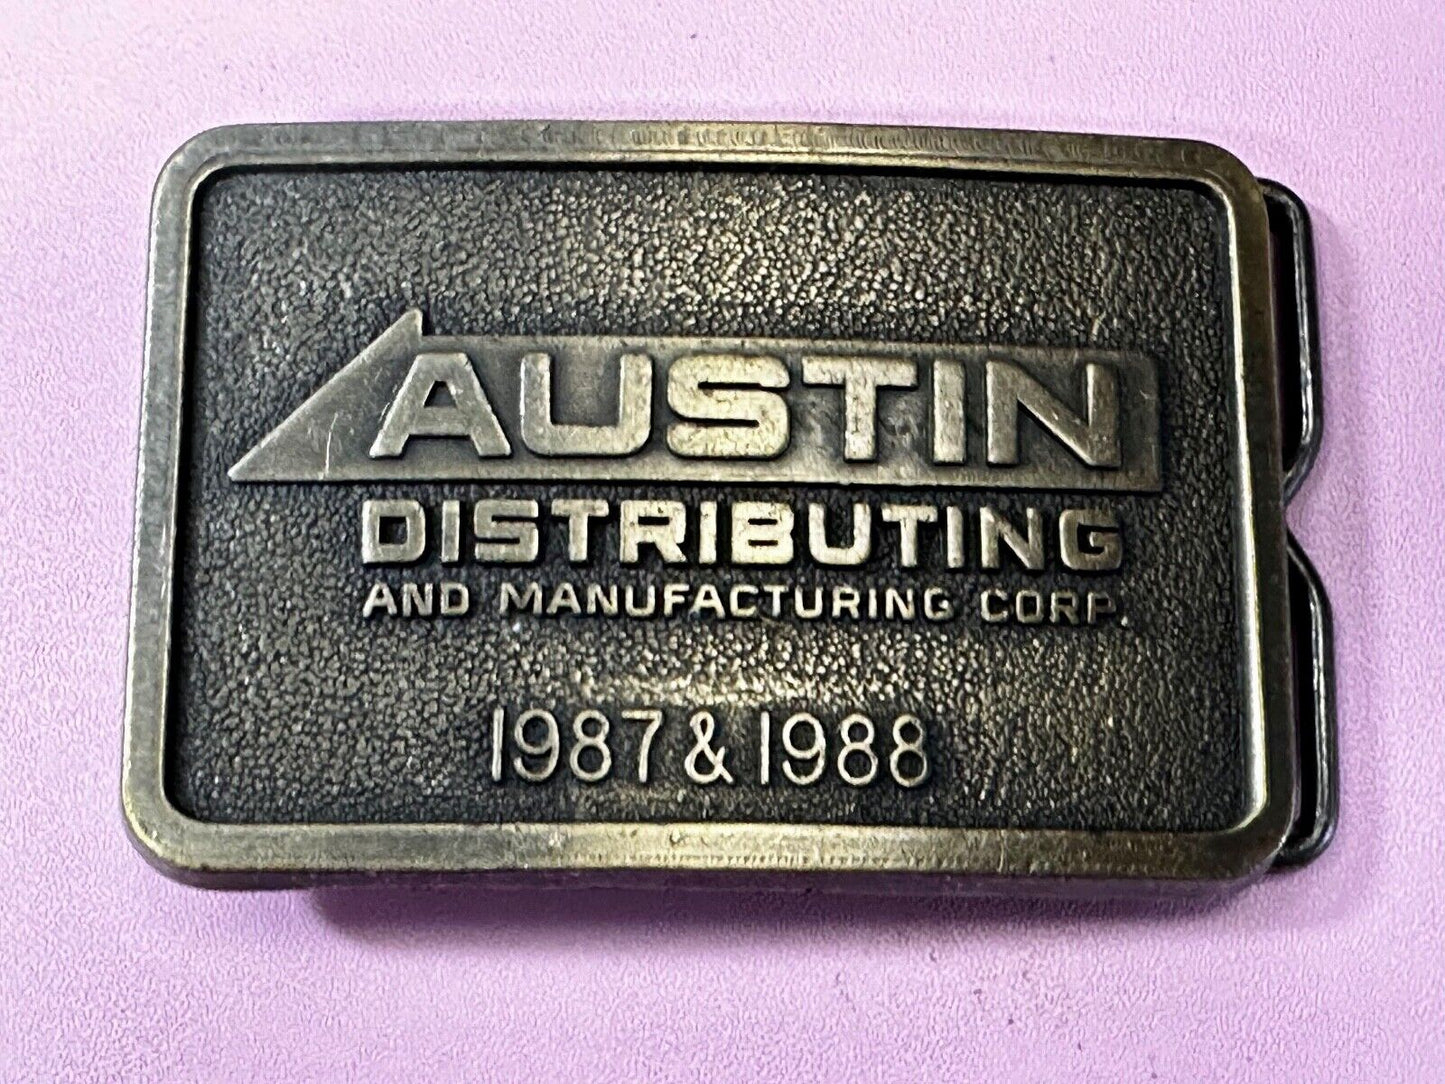 AUSTIN
DISTRIBUTING
AND MANUFACTURING CORP.
1987 & 1988